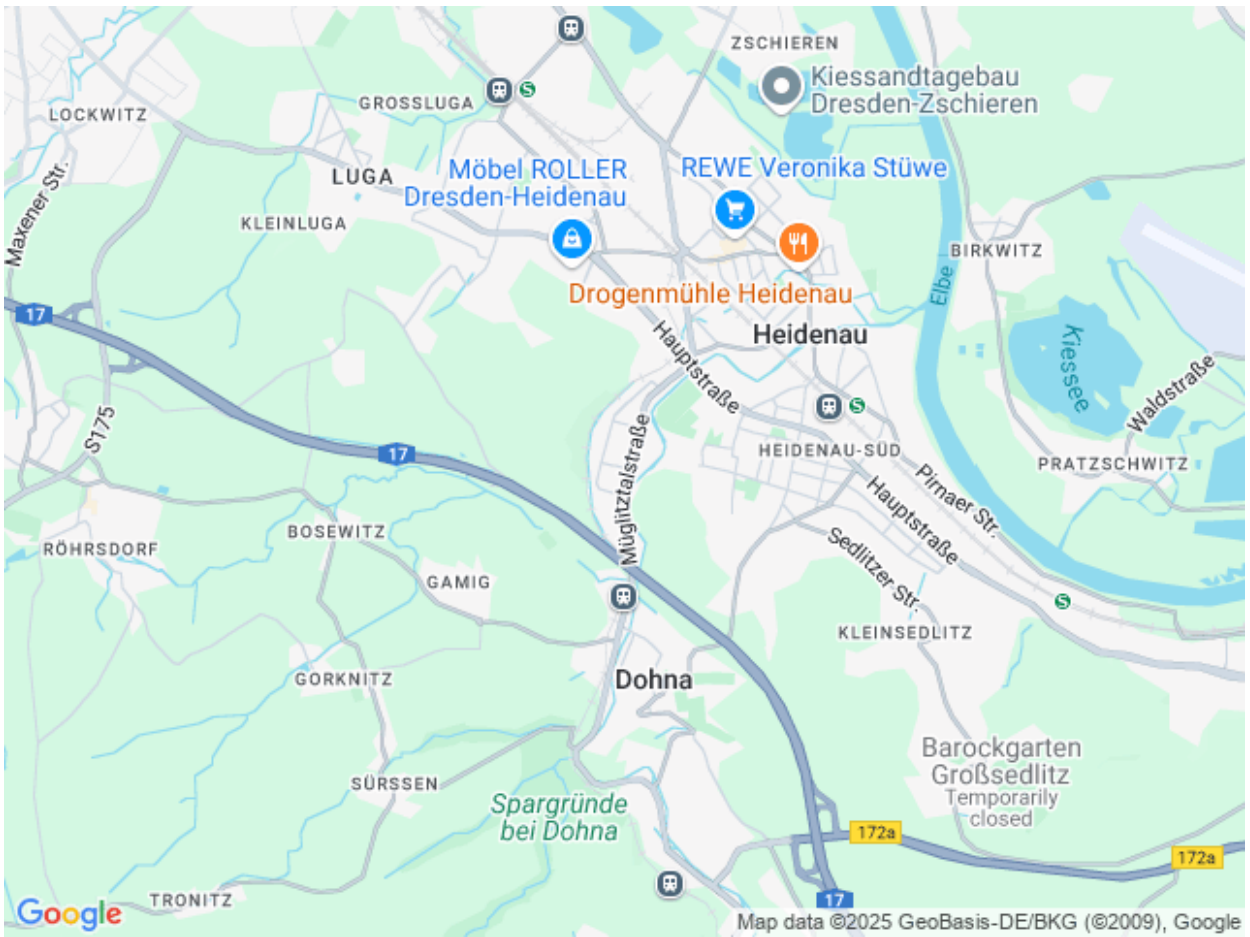 ZSCHIEREN
Kiessandtagebau
Dresden-Zschieren
LOCKWITZ
GROSSLUGA
S
Maxener Str.
LUGA
Möbel ROLLER
Dresden-Heidenau
REWE Veronika Stüwe
KLEINLUGA
BIRKWITZ
Elbe
Drogenmühle Heidenau
17
Hauptstraße
Heidenau
Kiessee
Waldstraße
S175
S
Müglitztalstraße
17
HEIDENAU-SÜD
PRATZSCHWITZ
Pirnaer Str.
Hauptstraße
BOSEWITZ
RÖHRSDORF
Sedlitzer Str.
GAMIG
S
KLEINSEDLITZ
GORKNITZ
Dohna
Barockgarten
Großsedlitz
Temporarily
closed
SÜRSSEN
Spargründe
bei Dohna
172a
172a
TRONITZ
17
Google
Map data ©2025 GeoBasis-DE/BKG (©2009), Google